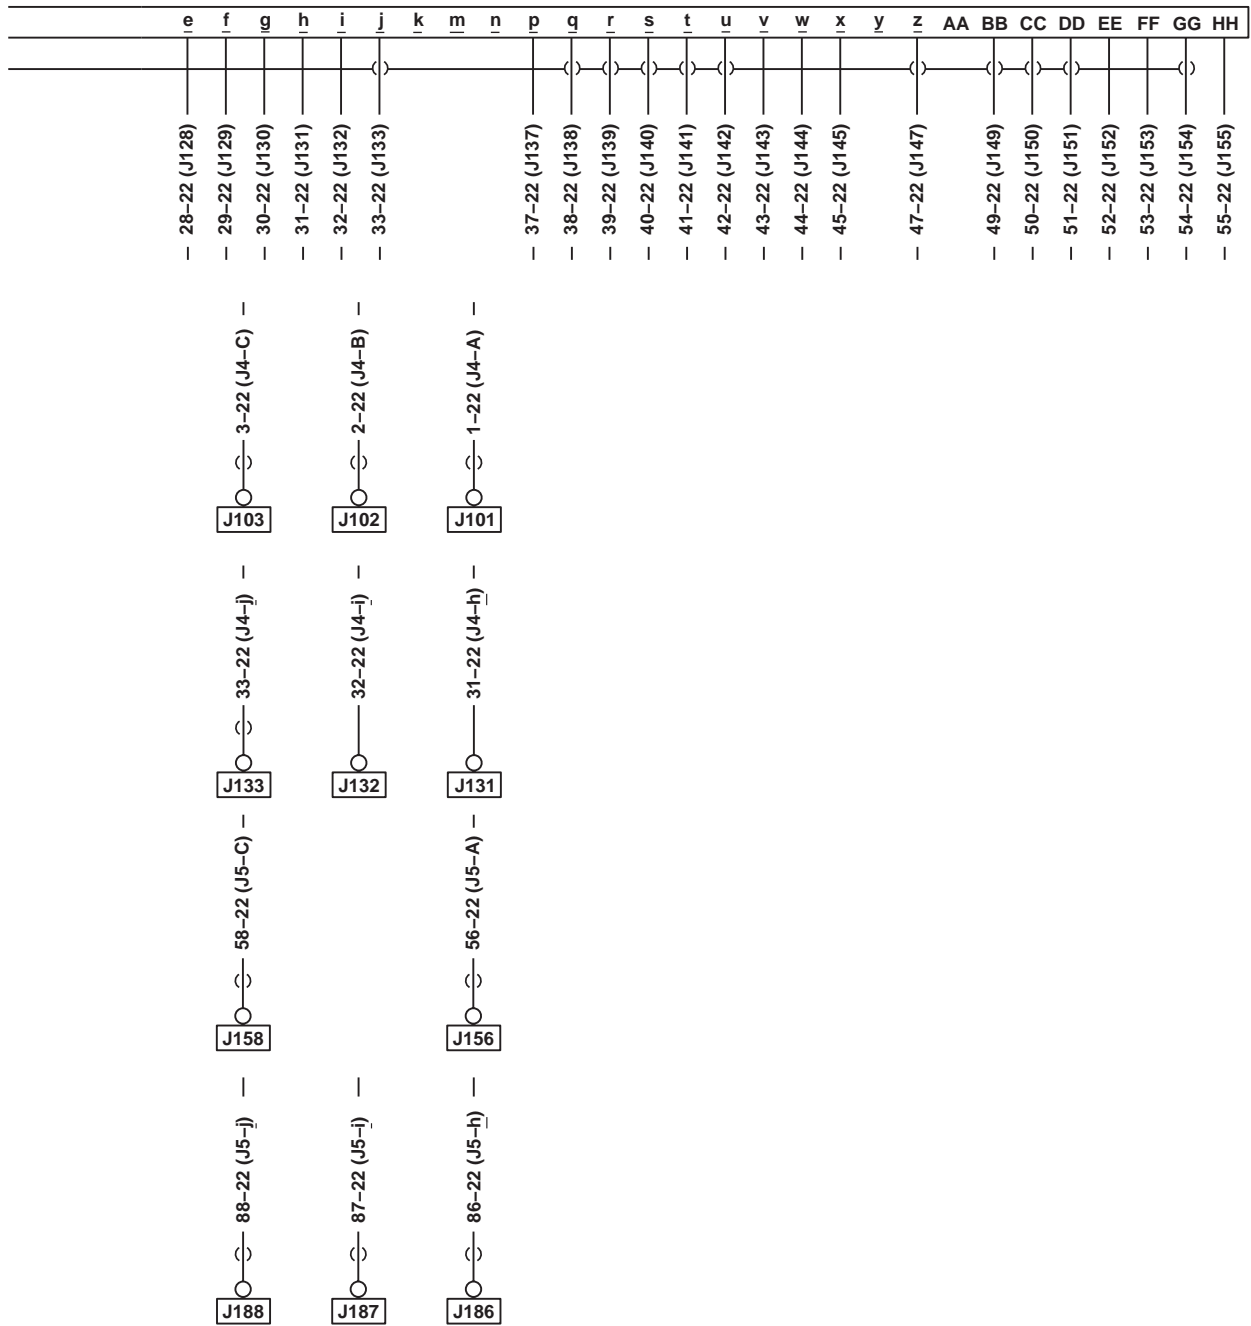 e f g h i j k m n p q r s t u v w x y z AA BB CC DD EE FF GG HH
28–22 (J128)
29–22 (J129)
30–22 (J130)
31–22 (J131)
32–22 (J132)
33–22 (J133)
37–22 (J137)
38–22 (J138)
39–22 (J139)
40–22 (J140)
41–22 (J141)
42–22 (J142)
43–22 (J143)
44–22 (J144)
45–22 (J145)
47–22 (J147)
49–22 (J149)
50–22 (J150)
51–22 (J151)
52–22 (J152)
53–22 (J153)
54–22 (J154)
55–22 (J155)
3–22 (J4–C)
2–22 (J4–B)
1–22 (J4–A)
J103
J102
J101
33–22 (J4–j)
32–22 (J4–i)
31–22 (J4–h)
J133
J132
J131
58–22 (J5–C)
56–22 (J5–A)
J158
J156
88–22 (J5–j)
87–22 (J5–i)
86–22 (J5–h)
J188
J187
J186